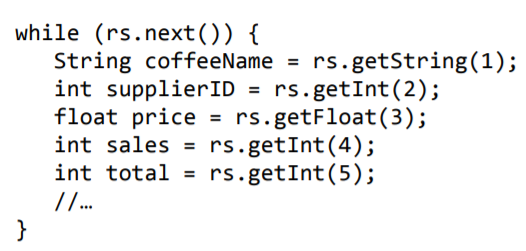 while (rs.next()) {
   String coffeeName = rs.getString(1);
   int supplierID = rs.getInt(2);
   float price = rs.getFloat(3);
   int sales = rs.getInt(4);
   int total = rs.getInt(5);
   //…
}